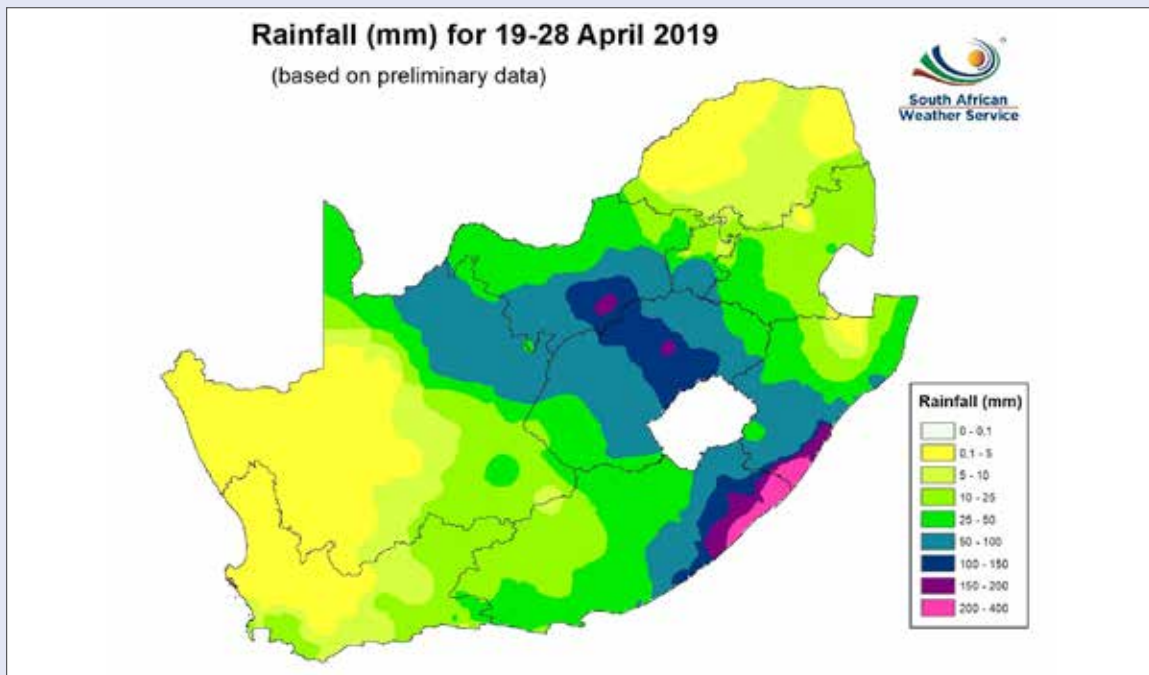 Rainfall (mm) for 19-28 April 2019
(based on preliminary data)
South African
Weather Service
Rainfall (mm)
0 - 0,1
0,1 - 5
5 - 10
10 - 25
25 - 50
50 - 100
100 - 150
150 - 200
200 - 400